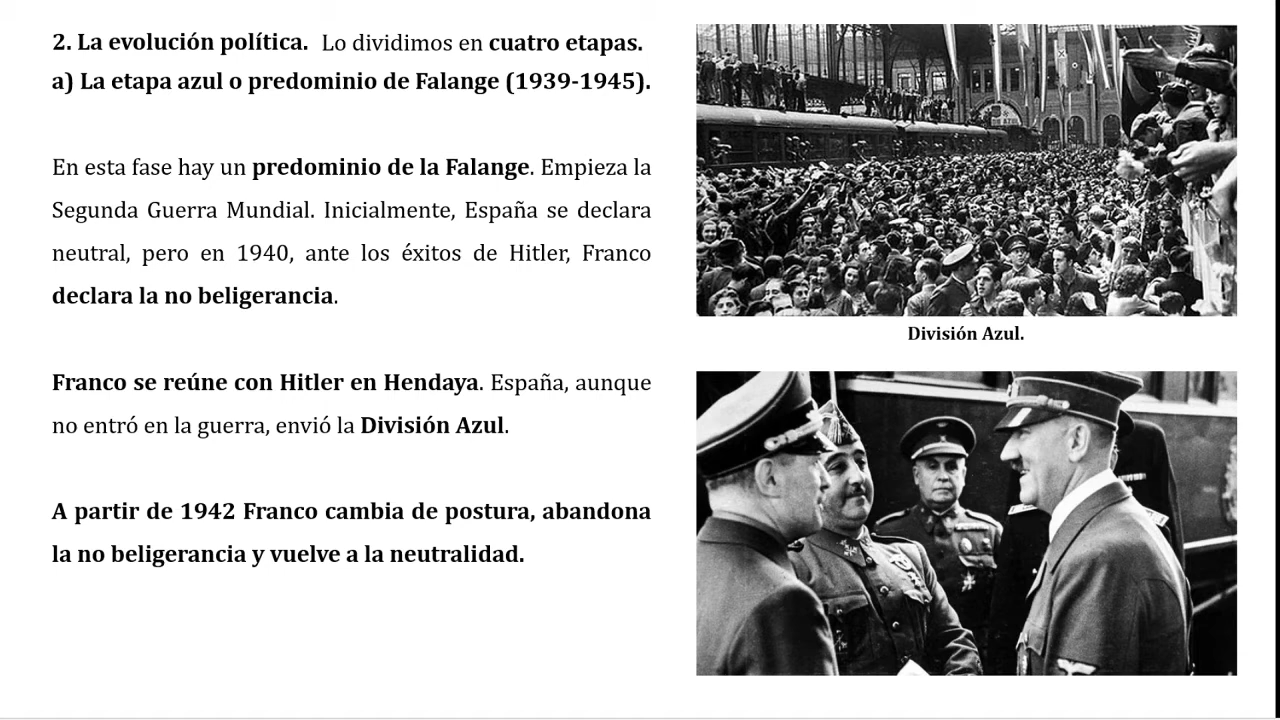 2. La evolución política. Lo dividimos en cuatro etapas.
a) La etapa azul o predominio de Falange (1939-1945).
En esta fase hay un predominio de la Falange. Empieza la
Segunda Guerra Mundial. Inicialmente, España se declara
neutral, pero en 1940, ante los éxitos de Hitler, Franco
declara la no beligerancia.
Franco se reúne con Hitler en Hendaya. España, aunque
no entró en la guerra, envió la División Azul.
A partir de 1942 Franco cambia de postura, abandona
la no beligerancia y vuelve a la neutralidad.
División Azul.